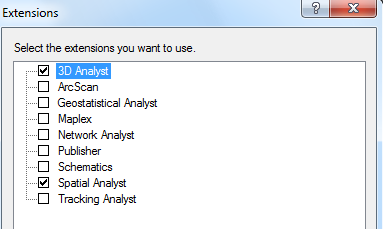 Extensions
Select the extensions you want to use.
3D Analyst
ArcScan
Geostatistical Analyst
Maplex
Network Analyst
Publisher
Schematics
Spatial Analyst
Tracking Analyst